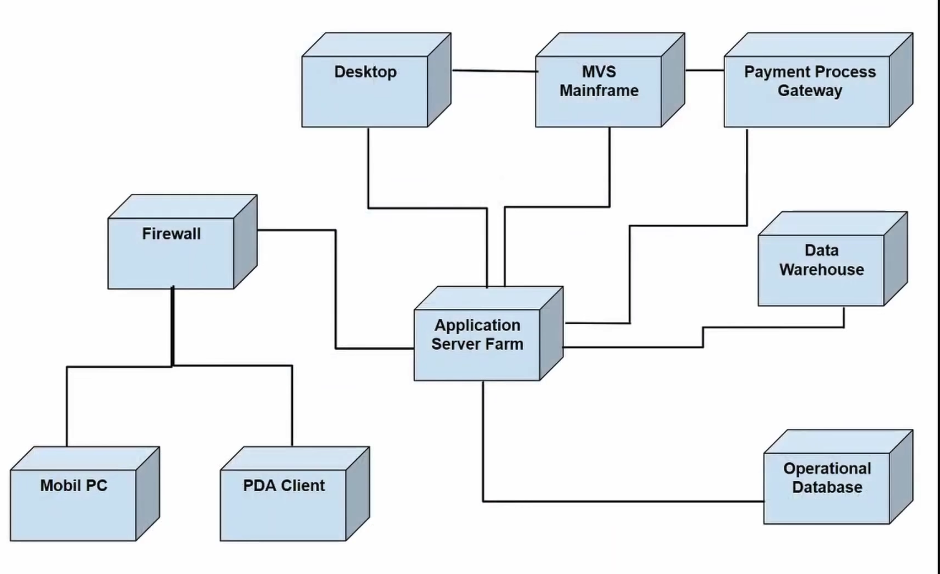 Desktop
MVS
Mainframe
Payment Process
Gateway
Firewall
Data
Warehouse
Application
Server Farm
Mobil PC
PDA Client
Operational
Database